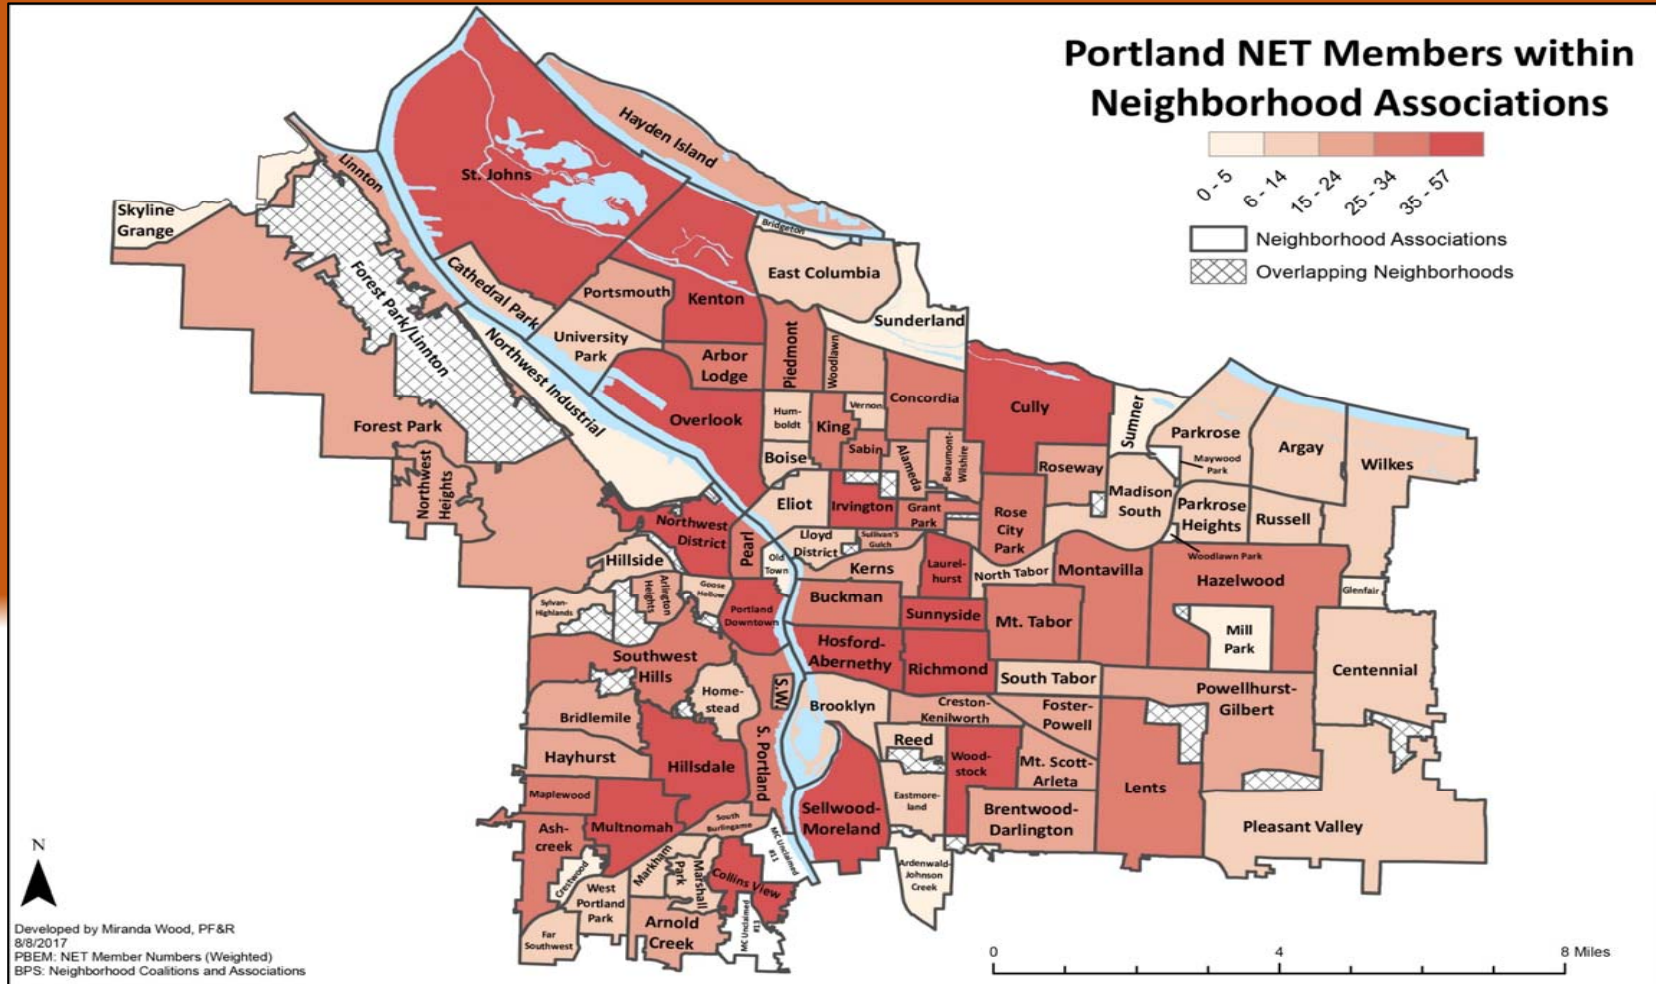 Portland NET Members within
Neighborhood Associations
0 - 5
6 - 14
15 - 24
25 - 34
35 - 57
Neighborhood Associations
Overlapping Neighborhoods
Hayden Island
Linnton
St. Johns
Skyline
Grange
Bridgeton
East Columbia
Cathedral Park
Portsmouth
Kenton
Forest Park/Linnton
Sunderland
University
Park
Northwest Industrial
Piedmont
Woodlawn
Arbor
Lodge
Concordia
Cully
Sumner
Overlook
Hum-
boldt
Vernon
King
Forest Park
Parkrose
Argay
Wilkes
Sabin
Alameda
Beaumont-
Wilshire
Boise
Roseway
Maywood
Park
Northwest
Heights
Madison
South
Eliot
Irvington
Grant
Park
Rose
City
Park
Parkrose
Heights
Russell
Northwest
District
Pearl
Lloyd
District
Sullivan'S
Gulch
Woodlawn Park
Hillside
Old
Town
Kerns
Laurel-
hurst
North Tabor
Montavilla
Hazelwood
Glenfair
Arlington
Heights
Goose
Hollow
Sylvan-
Highlands
Portland
Downtown
Buckman
Sunnyside
Mt. Tabor
Mill
Park
Southwest
Hills
Hosford-
Abernethy
Richmond
South Tabor
Centennial
Home-
stead
S.W.
Brooklyn
Creston-
Kenilworth
Foster-
Powell
Powellhurst-
Gilbert
Bridlemile
Reed
Hayhurst
Hillsdale
S. Portland
Wood-
stock
Mt. Scott-
Arleta
Lents
Maplewood
Eastmore-
land
Sellwood-
Moreland
Brentwood-
Darlington
Pleasant Valley
Ash-
creek
Multnomah
South
Burlingame
MC Unclaimed
#11
Crestwood
Markham
Park
Marshall
Collins View
Ardenwald-
Johnson
Creek
West
Portland
Park
Arnold
Creek
MC Unclaimed
#13
Far
Southwest
N
Developed by Miranda Wood, PF&R
8/8/2017
PBEM: NET Member Numbers (Weighted)
BPS: Neighborhood Coalitions and Associations
0
4
8 Miles